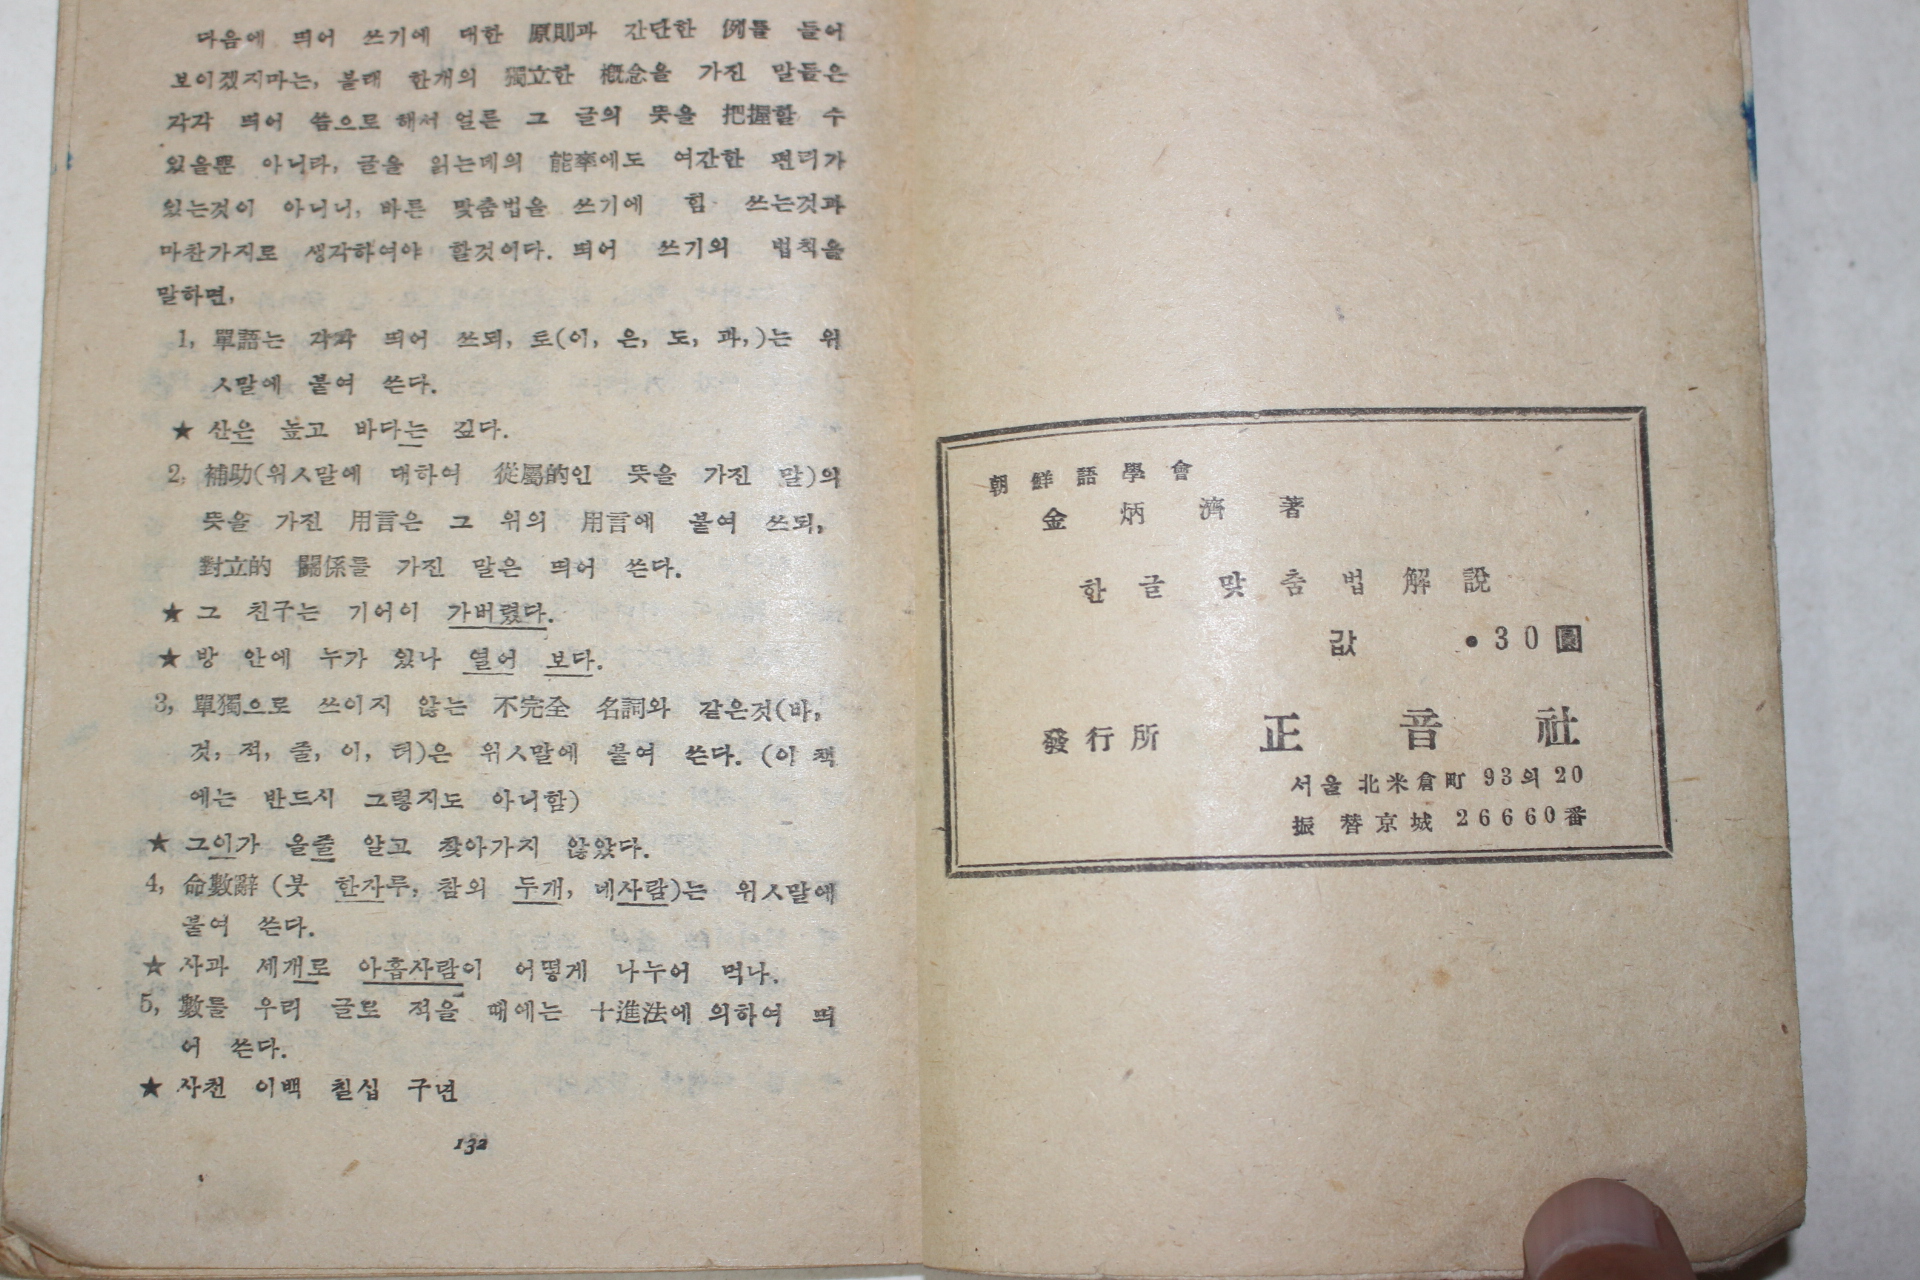 다음에 띄어 쓰기에 대한 原則과 간단한 例를 들어
보이겠지마는, 볼래 한개의 獨立한 槪念을 가진 말들은
각각 띄어 씀으로 해서 얼른 그 글의 뜻을 把握할 수
있을뿐 아니라, 글을 읽는데의 能率에도 여간한 편리가
있는것이 아니니, 바른 맞춤법을 쓰기에 힘 쓰는것과
마찬가지로 생각하여야 할것이다. 띄어 쓰기의 법칙을
말하면,
1, 單語는 각각 띄어 쓰되, 토(이, 은, 도, 과,)는 위
ㅅ말에 붙여 쓴다.
★ 산은 높고 바다는 깊다.
2, 補助(위ㅅ말에 대하여 從屬的인 뜻을 가진 말)의
뜻을 가진 用言은 그 위의 用言에 붙여 쓰되,
對立的 關係를 가진 말은 띄어 쓴다.
★ 그 친구는 기어이 가버렸다.
★ 방 안에 누가 있나 열어 보다.
3, 單獨으로 쓰이지 않는 不完全 名詞와 같은것(바,
것, 적, 줄, 이, 터)은 위ㅅ말에 붙여 쓴다. (이 책
에는 반드시 그렇지도 아니함)
★ 그이가 올줄 알고 찾아가지 않았다.
4, 命數辭 (붓 한자루, 참외 두개, 네사람)는 위ㅅ말에
붙여 쓴다.
★ 사과 세개로 아홉사람이 어떻게 나누어 먹나.
5, 數를 우리 글로 적을 때에는 十進法에 의하여 띄
어 쓴다.
★ 사천 이백 칠십 구년
132
朝鮮語學會
金炳濟 著
한글 맞춤법 解說
값 •30圓
發行所 正音社
서울 北米倉町 93의 20
振替京城 26660番